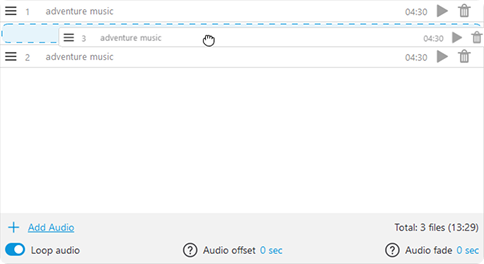 1 adventure music 04:30
3 adventure music 04:30
2 adventure music 04:30
Add Audio Total: 3 files (13:29)
Loop audio ? Audio offset 0 sec ? Audio fade 0 sec